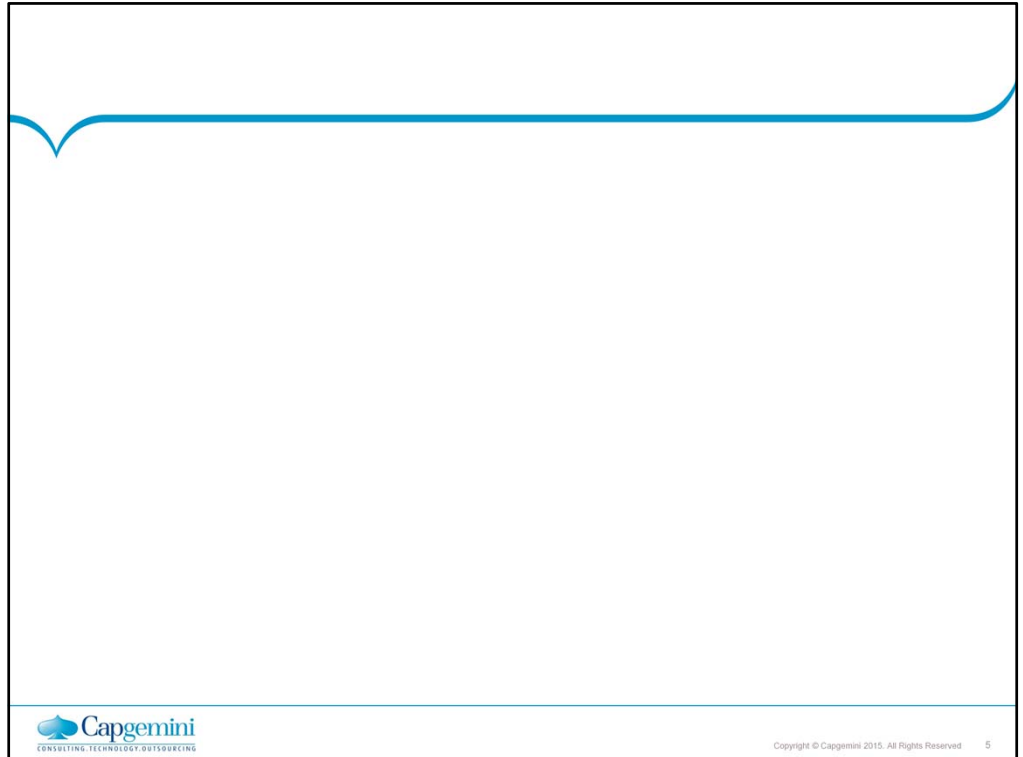 Capgemini
CONSULTING.TECHNOLOGY.OUTSOURCING
Copyright © Capgemini 2015. All Rights Reserved 5